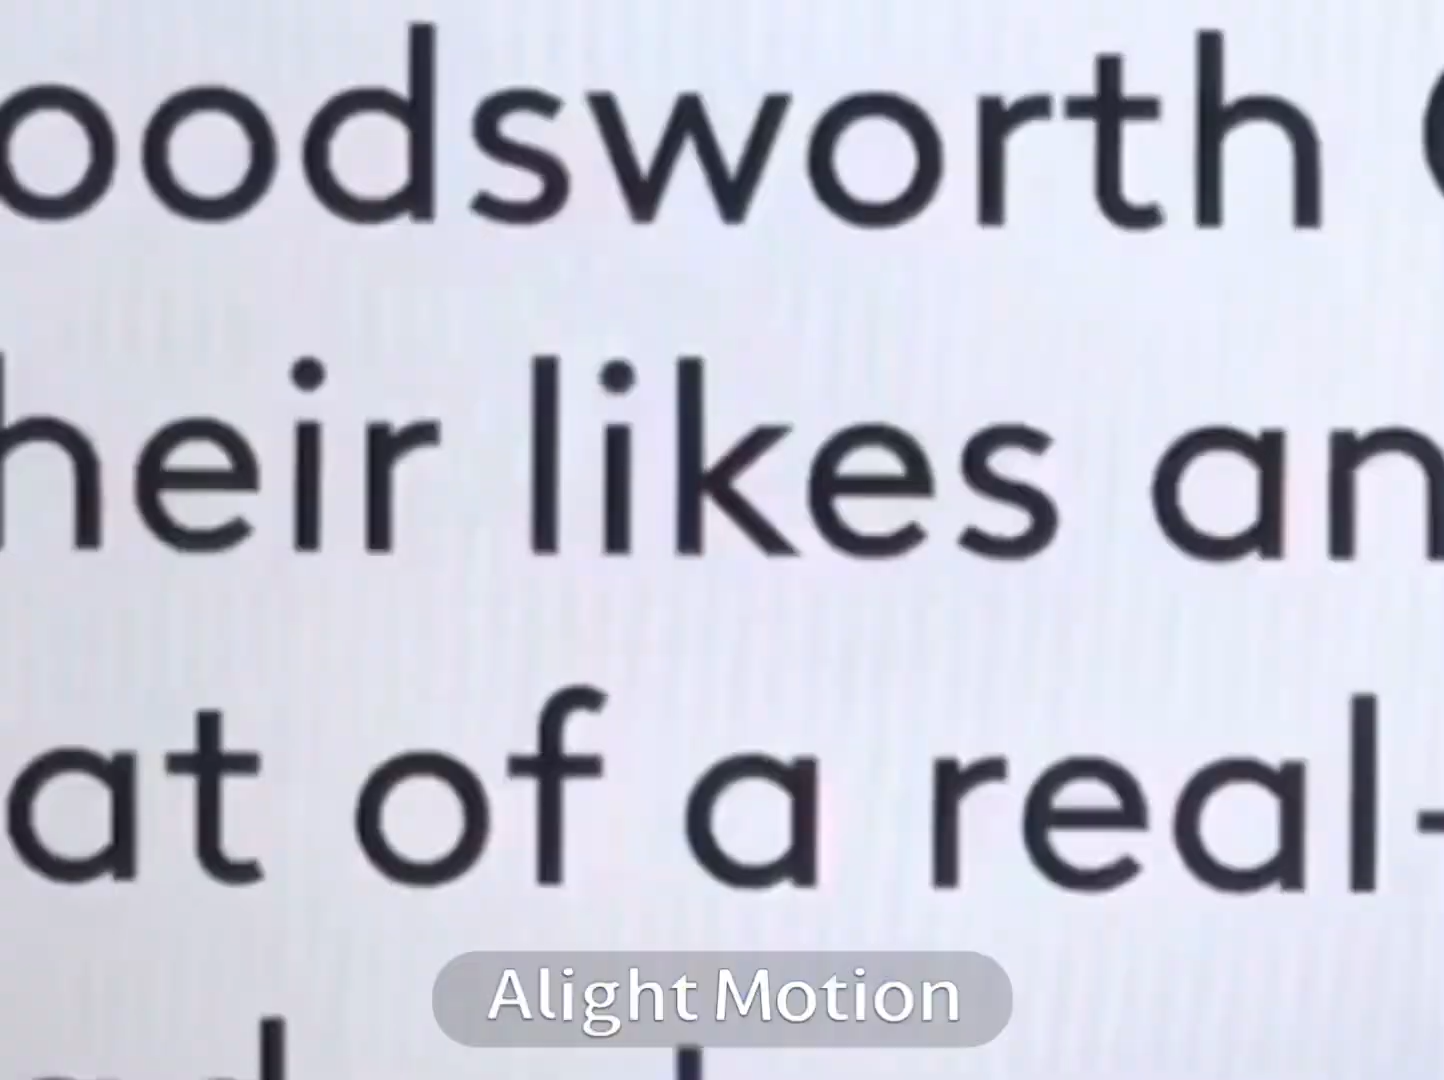 oodsworth
heir likes an
at of a real-
Alight Motion